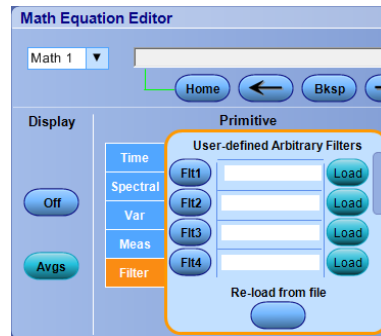 Math Equation Editor
Math 1
Home
Bksp
Display
Primitive
Time
Spectral
Var
Meas
Filter
Off
Avgs
User-defined Arbitrary Filters
Flt1 Load
Flt2 Load
Flt3 Load
Flt4 Load
Re-load from file